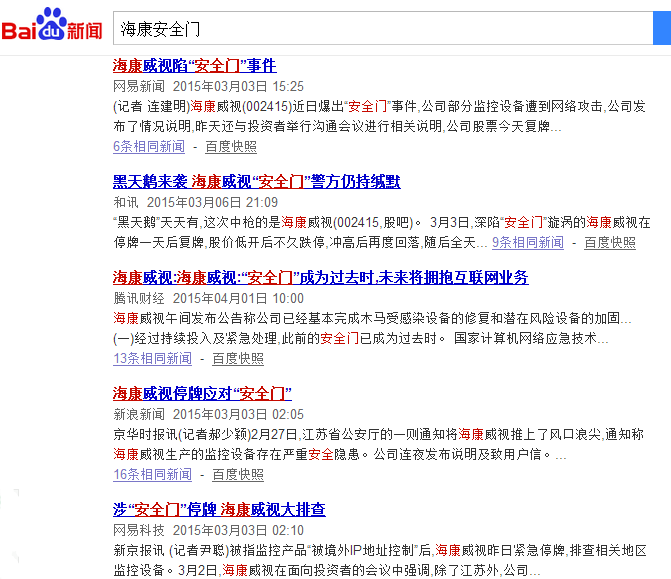 Bai du 新闻
海康安全门
海康威视陷“安全门”事件
网易新闻 2015年03月03日 15:25
(记者 连建明)海康威视(002415)近日爆出“安全门”事件,公司部分监控设备遭到网络攻击,公司发
布了情况说明,昨天还与投资者举行沟通会议进行相关说明,公司股票今天复牌...
6条相同新闻 - 百度快照
黑天鹅来袭 海康威视“安全门”警方仍持缄默
和讯 2015年03月06日 21:09
“黑天鹅”天天有,这次中枪的是海康威视(002415,股吧)。 3月3日,深陷“安全门”漩涡的海康威视在
停牌一天后复牌,股价低开后不久跌停,冲高后再度回落,随后全天... 9条相同新闻 - 百度快照
海康威视:海康威视:“安全门”成为过去时,未来将拥抱互联网业务
腾讯财经 2015年04月01日 10:00
海康威视午间发布公告称公司已经基本完成木马受感染设备的修复和潜在风险设备的加固...
(一)经过持续投入及紧急处理,此前的安全门已成为过去时。 国家计算机网络应急技术...
13条相同新闻 - 百度快照
海康威视停牌应对“安全门”
新浪新闻 2015年03月03日 02:05
京华时报讯(记者郝少颖)2月27日,江苏省公安厅的一则通知将海康威视推上了风口浪尖,通知称
海康威视生产的监控设备存在严重安全隐患。公司连夜发布说明及致用户信。...
16条相同新闻 - 百度快照
涉“安全门”停牌 海康威视大排查
网易科技 2015年03月03日 02:10
新京报讯 (记者尹聪)被指监控产品“被境外IP地址控制”后,海康威视昨日紧急停牌,排查相关地区
监控设备。3月2日,海康威视在面向投资者的会议中强调,除了江苏外,公司...